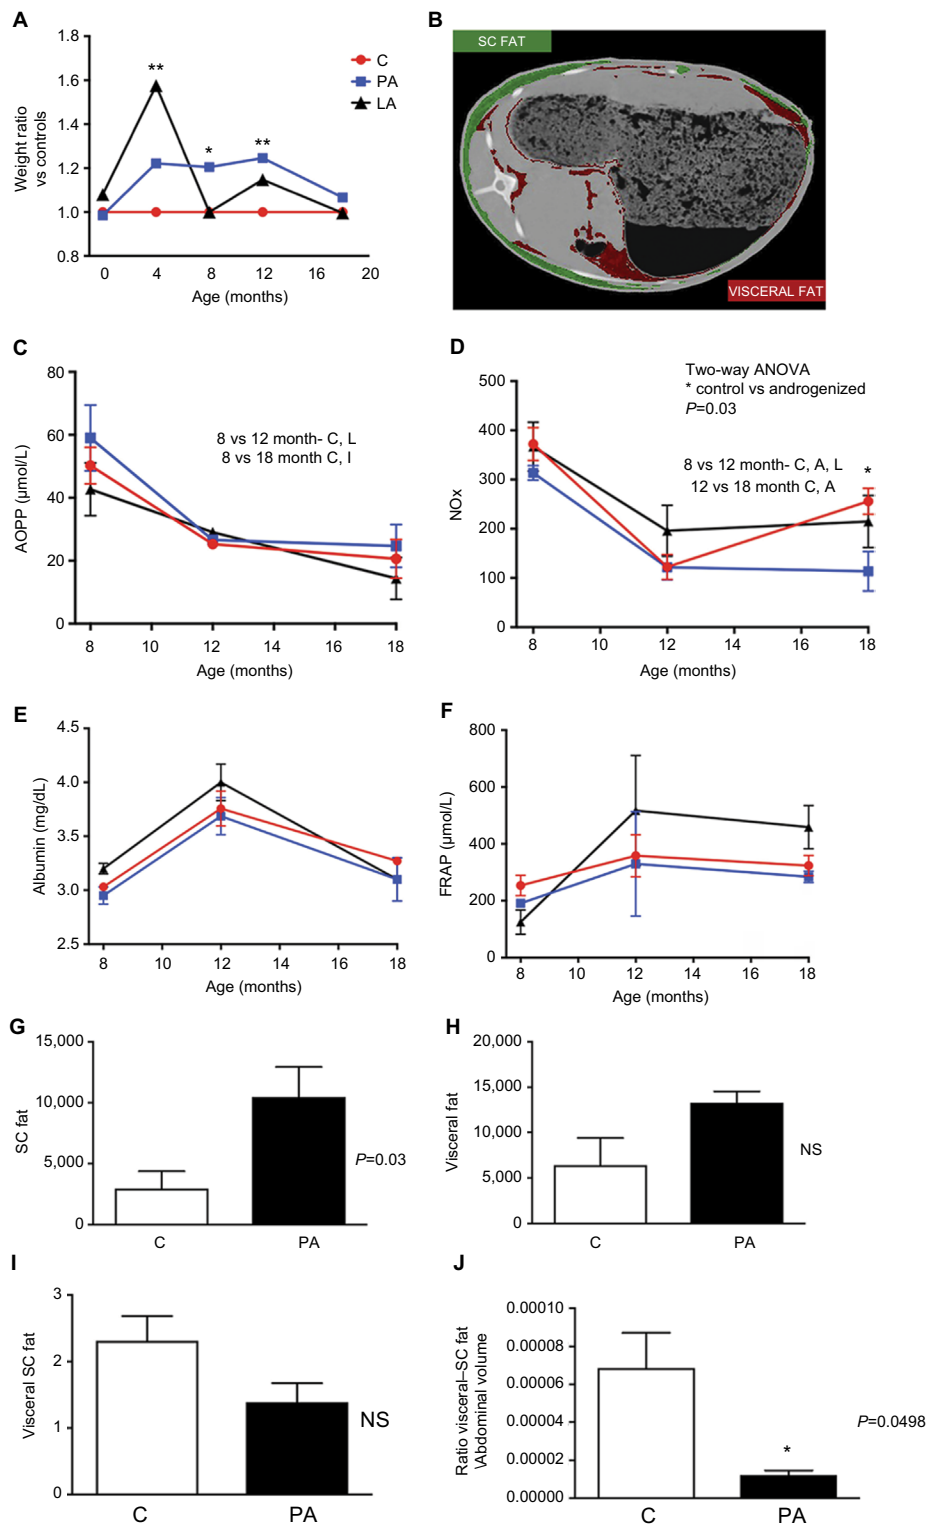 A
1.8
1.6
1.4
1.2
1.0
0.8
Weight ratio
vs controls
**
*
**
C
PA
LA
0 4 8 12 16 20
Age (months)
B
SC FAT
VISCERAL FAT
C
80
60
40
20
0
AOPP (µmol/L)
8 vs 12 month- C, L
8 vs 18 month C, I
8 10 12 14 16 18
Age (months)
D
Two-way ANOVA
* control vs androgenized
P=0.03
500
400
300
200
100
0
NOx
8 vs 12 month- C, A, L
12 vs 18 month C, A
*
8 10 12 14 16 18
Age (months)
E
4.5
4.0
3.5
3.0
2.5
Albumin (mg/dL)
8 10 12 14 16 18
Age (months)
F
800
600
400
200
0
FRAP (µmol/L)
8 10 12 14 16 18
Age (months)
G
15,000
10,000
5,000
0
SC fat
P=0.03
C PA
H
20,000
15,000
10,000
5,000
0
Visceral fat
NS
C PA
I
3
2
1
0
Visceral SC fat
NS
C PA
J
0.00010
0.00008
0.00006
0.00004
0.00002
0.00000
Ratio visceral–SC fat
\Abdominal volume
*
P=0.0498
C PA